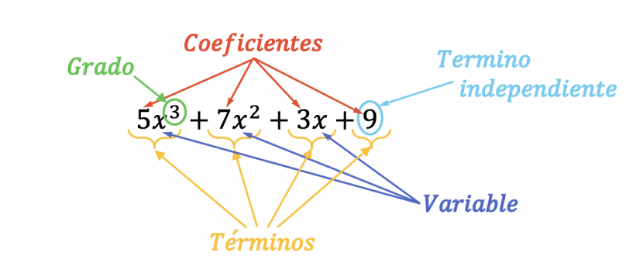 Coeficientes
Grado
Termino
independiente
5x³ + 7x² + 3x + 9
Variable
Términos